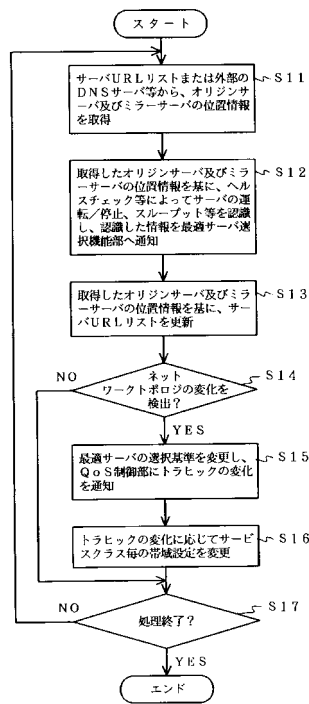 スタート
サーバURLリストまたは外部の
DNSサーバ等から、オリジンサ
ーバ及びミラーサーバの位置情報
を取得
S11
取得したオリジンサーバ及びミラ
ーサーバの位置情報を基に、ヘル
スチェック等によってサーバの運
転/停止、スループット等を認識
し、認識した情報を最適サーバ選
択機能部へ通知
S12
取得したオリジンサーバ及びミラ
ーサーバの位置情報を基に、サー
バURLリストを更新
S13
ネット
ワークトポロジの変化を
検出?
S14
NO
YES
最適サーバの選択基準を変更し、
QoS制御部にトラヒックの変化
を通知
S15
トラヒックの変化に応じてサービ
スクラス毎の帯域設定を変更
S16
処理終了?
S17
NO
YES
エンド